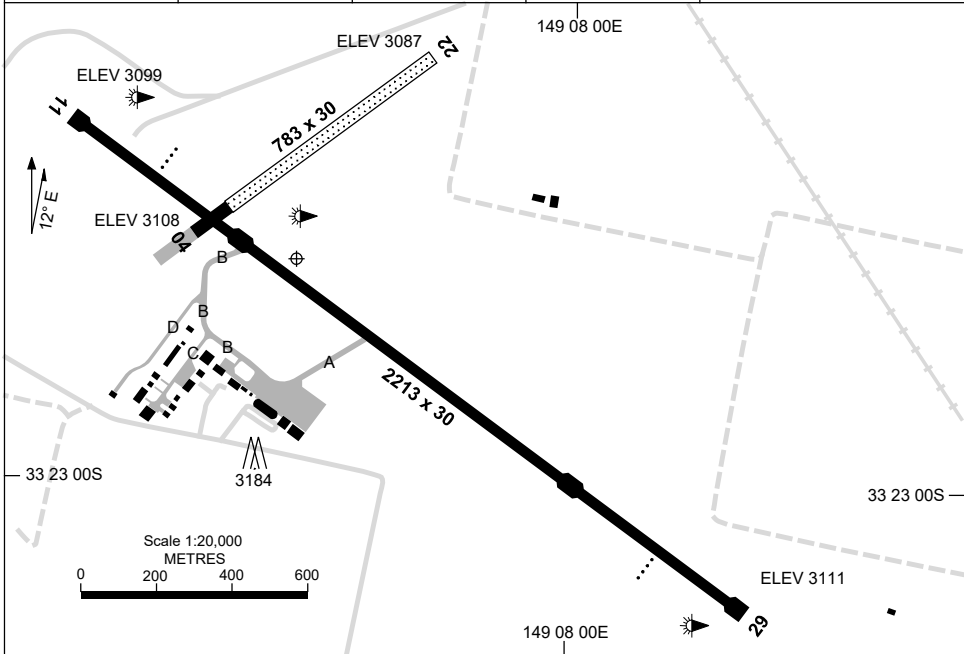 149 08 00E
ELEV 3087
22
ELEV 3099
11
783 x 30
12° E
ELEV 3108
04
B
B
D
B
C
A
2213 x 30
3184
33 23 00S
33 23 00S
Scale 1:20,000
METRES
0 200 400 600
ELEV 3111
29
149 08 00E